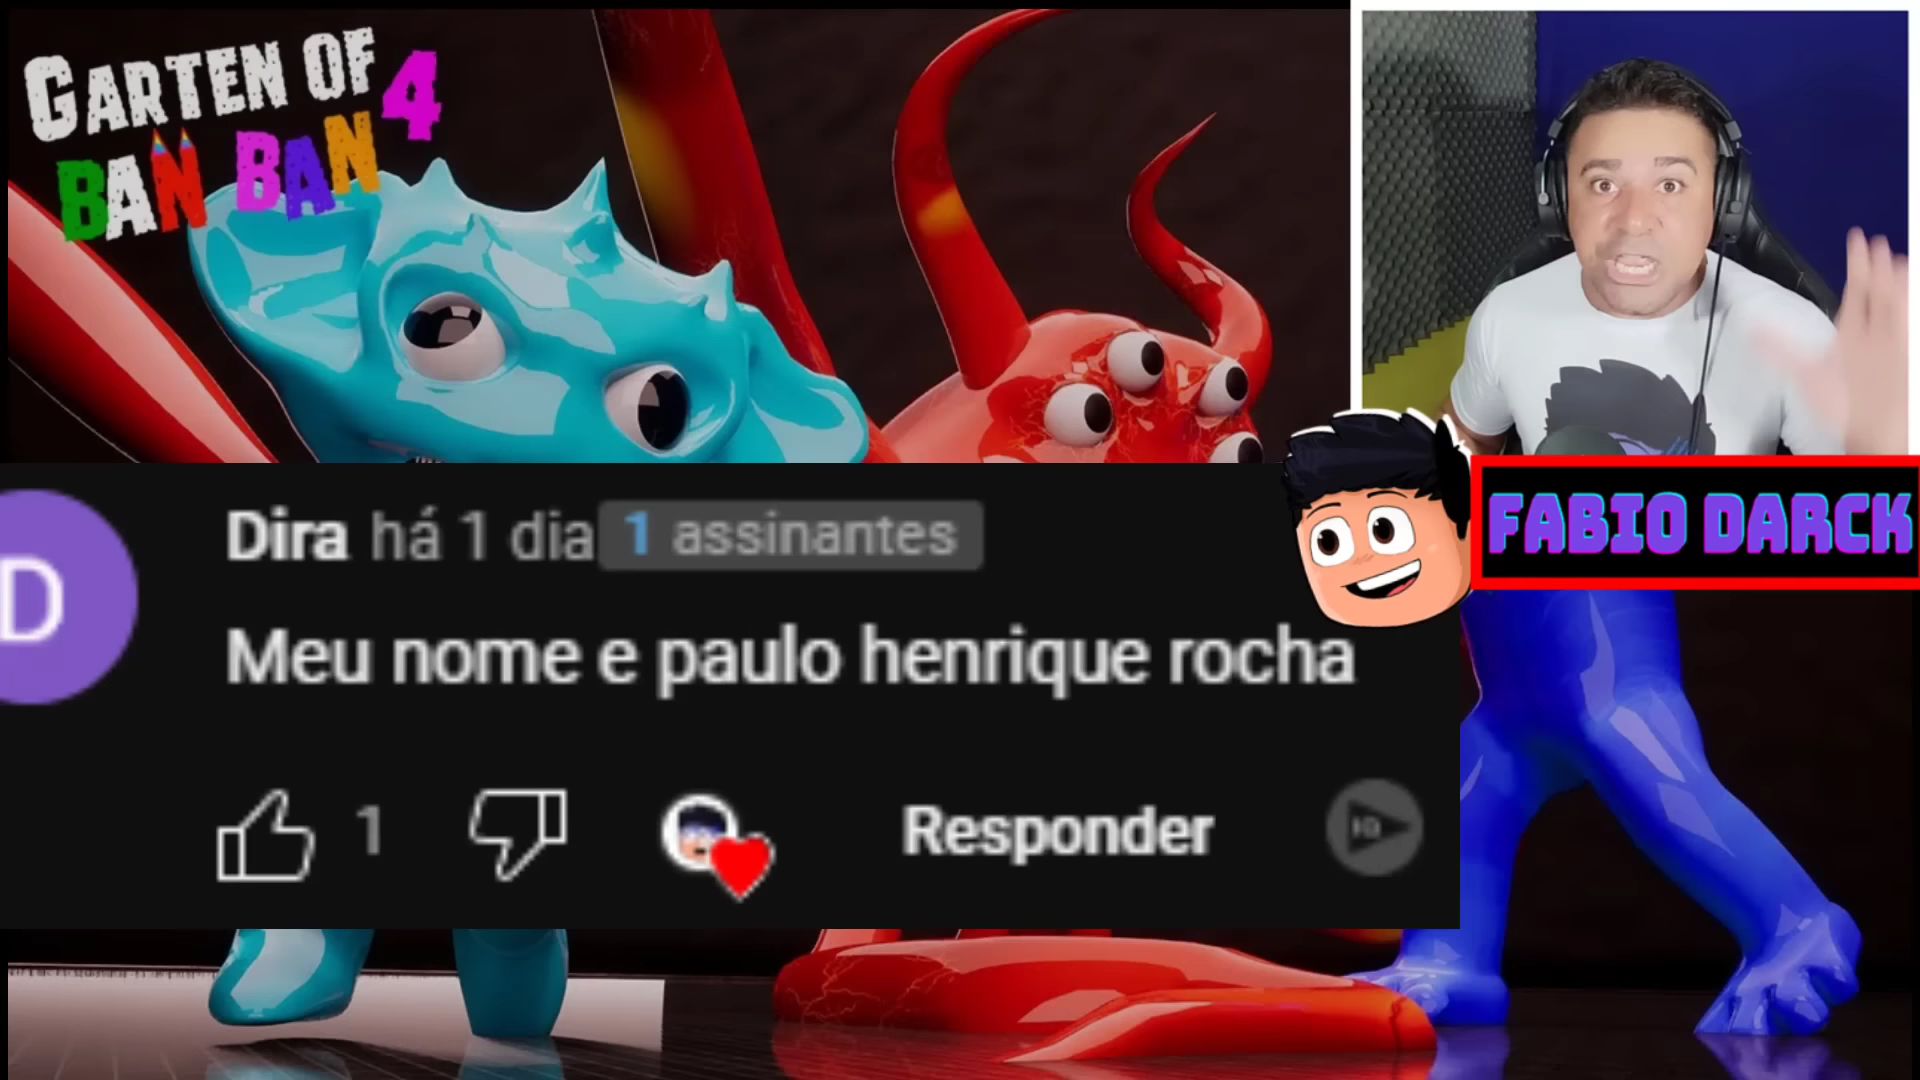 GARTEN OF
BAN BAN 4
FABIO DARCK
Dira há 1 dia 1 assinantes
Meu nome e paulo henrique rocha
1 Responder